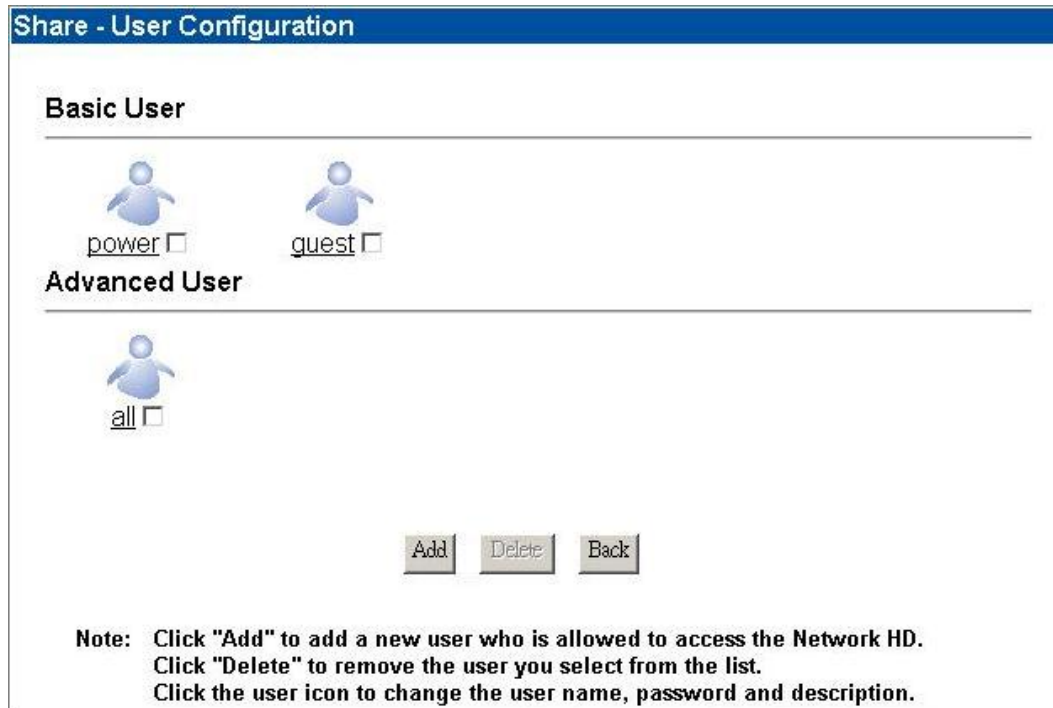 Share - User Configuration
Basic User
power guest
Advanced User
all
Add Delete Back
Note: Click "Add" to add a new user who is allowed to access the Network HD.
Click "Delete" to remove the user you select from the list.
Click the user icon to change the user name, password and description.